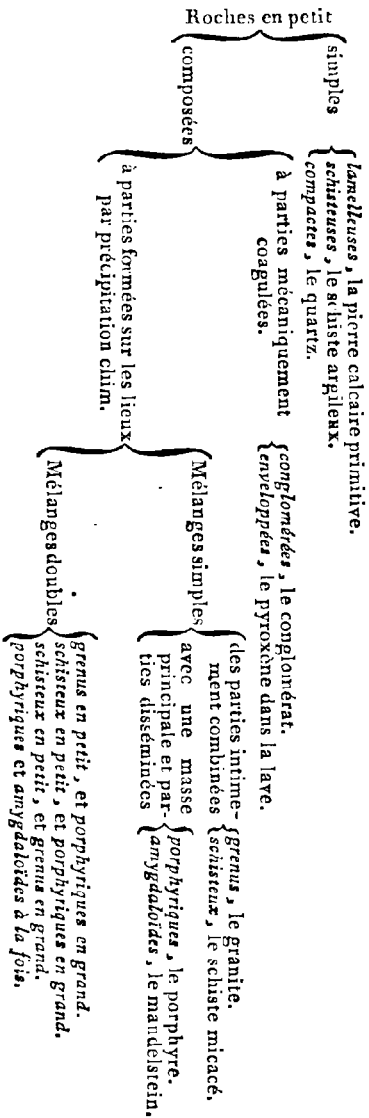 Roches en petit
simples
lamelleuses, la pierre calcaire primitive.
schisteuses, le schiste argileux.
compactes, le quartz.
composées
à parties mécaniquement
coagulées.
conglomérées, le conglomérat.
enveloppées, le pyroxène dans la lave.
à parties formées sur les lieux
par précipitation chim.
Mélanges simples
des parties intime-
ment combinées
grenus, le granite.
schisteux, le schiste micacé.
avec une masse
principale et par-
ties disséminées
porphyriques, le porphyre.
amygdaloïdes, le mandelstein.
Mélanges doubles
grenus en petit, et porphyriques en grand.
schisteux en petit, et porphyriques en grand.
schisteux en petit, et grenus en grand.
porphyriques et amygdaloïdes à la fois.